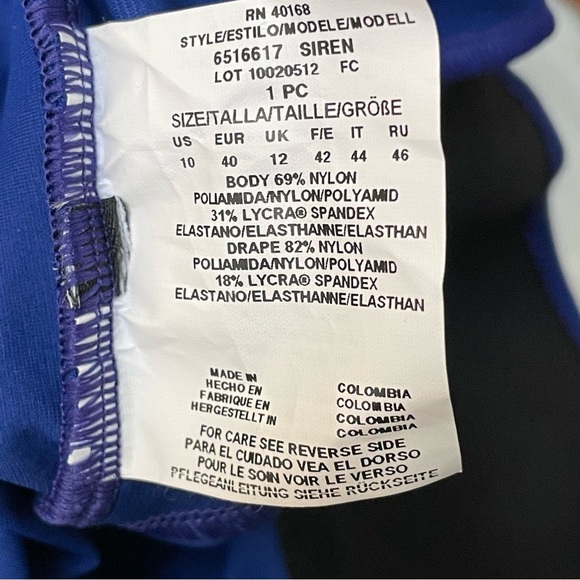 RN 40168
STYLE/ESTILO/MODELE/MODELL
6516617 SIREN
LOT 10020512 FC
1 PC
SIZE/TALLA/TAILLE/GRÖßE
US EUR UK F/E IT RU
10 40 12 42 44 46
BODY 69% NYLON
POLIAMIDA/NYLON/POLYAMID
31% LYCRA® SPANDEX
ELASTANO/ELASTHANNE/ELASTHAN
DRAPE 82% NYLON
POLIAMIDA/NYLON/POLYAMID
18% LYCRA® SPANDEX
ELASTANO/ELASTHANNE/ELASTHAN
MADE IN COLOMBIA
HECHO EN COLOMBIA
FABRIQUE EN COLOMBIA
HERGESTELLT IN COLOMBIA
FOR CARE SEE REVERSE SIDE
PARA EL CUIDADO VEA EL DORSO
POUR LE SOIN VOIR LE VERSO
PFLEGEANLEITUNG SIEHE RÜCKSEITE